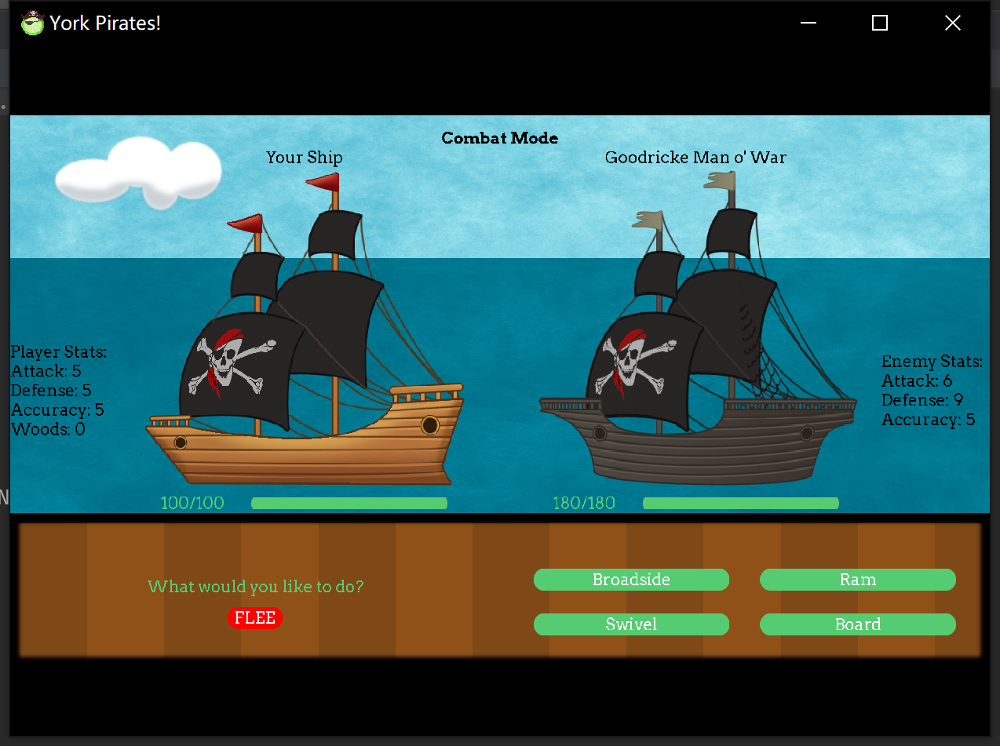 York Pirates!
Combat Mode
Your Ship
Goodricke Man o' War
Player Stats:
Attack: 5
Defense: 5
Accuracy: 5
Woods: 0
Enemy Stats:
Attack: 6
Defense: 9
Accuracy: 5
N
100/100
180/180
What would you like to do?
FLEE
Broadside
Ram
Swivel
Board